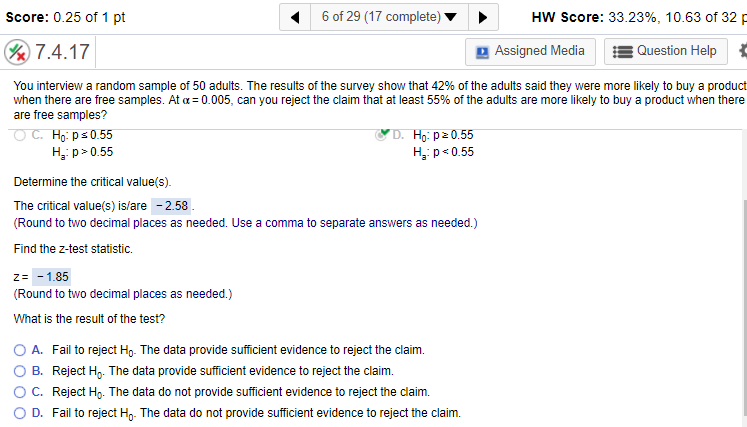 Score: 0.25 of 1 pt
6 of 29 (17 complete)
HW Score: 33.23%, 10.63 of 32 p
7.4.17
Assigned Media
Question Help
You interview a random sample of 50 adults. The results of the survey show that 42% of the adults said they were more likely to buy a product
when there are free samples. At α = 0.005, can you reject the claim that at least 55% of the adults are more likely to buy a product when there
are free samples?
C. H₀: p ≤ 0.55
Hₐ: p > 0.55
D. H₀: p ≥ 0.55
Hₐ: p < 0.55
Determine the critical value(s).
The critical value(s) is/are - 2.58 .
(Round to two decimal places as needed. Use a comma to separate answers as needed.)
Find the z-test statistic.
z = - 1.85
(Round to two decimal places as needed.)
What is the result of the test?
A. Fail to reject H₀. The data provide sufficient evidence to reject the claim.
B. Reject H₀. The data provide sufficient evidence to reject the claim.
C. Reject H₀. The data do not provide sufficient evidence to reject the claim.
D. Fail to reject H₀. The data do not provide sufficient evidence to reject the claim.